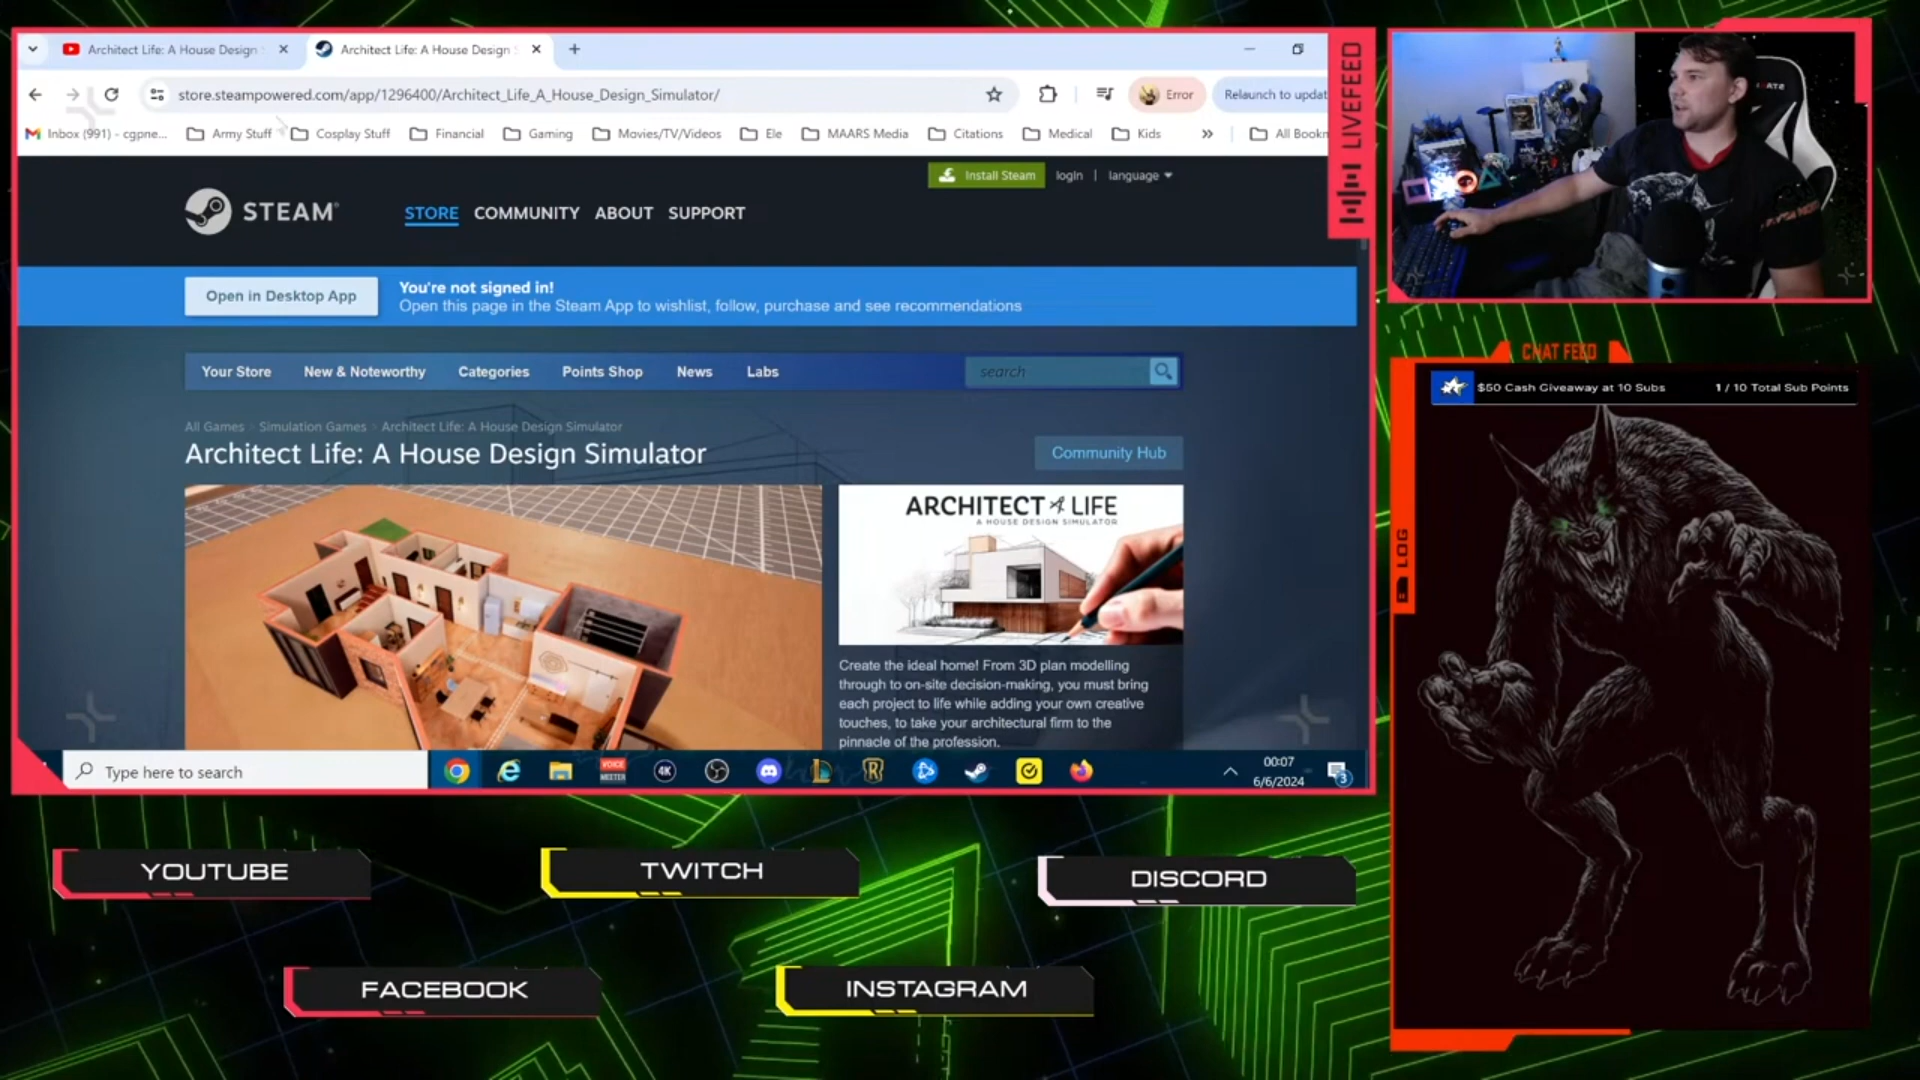 Architect Life: A House Design
Architect Life: A House Design
store.steampowered.com/app/1296400/Architect_Life_A_House_Design_Simulator/
Error
Relaunch to updat
Inbox (991) - cgpne...
Army Stuff
Cosplay Stuff
Financial
Gaming
Movies/TV/Videos
Ele
MAARS Media
Citations
Medical
Kids
»
All Bookn
Install Steam
login | language
STEAM
STORE
COMMUNITY
ABOUT
SUPPORT
Open in Desktop App
You're not signed in!
Open this page in the Steam App to wishlist, follow, purchase and see recommendations
Your Store
New & Noteworthy
Categories
Points Shop
News
Labs
search
All Games > Simulation Games > Architect Life: A House Design Simulator
Architect Life: A House Design Simulator
Community Hub
ARCHITECT LIFE
A HOUSE DESIGN SIMULATOR
Create the ideal home! From 3D plan modelling
through to on-site decision-making, you must bring
each project to life while adding your own creative
touches, to take your architectural firm to the
pinnacle of the profession.
Type here to search
VOICE
MEETER
4K
00:07
6/6/2024
3
LIVEFEED
CHAT FEED
$50 Cash Giveaway at 10 Subs
1 / 10 Total Sub Points
LOG
YOUTUBE
TWITCH
DISCORD
FACEBOOK
INSTAGRAM